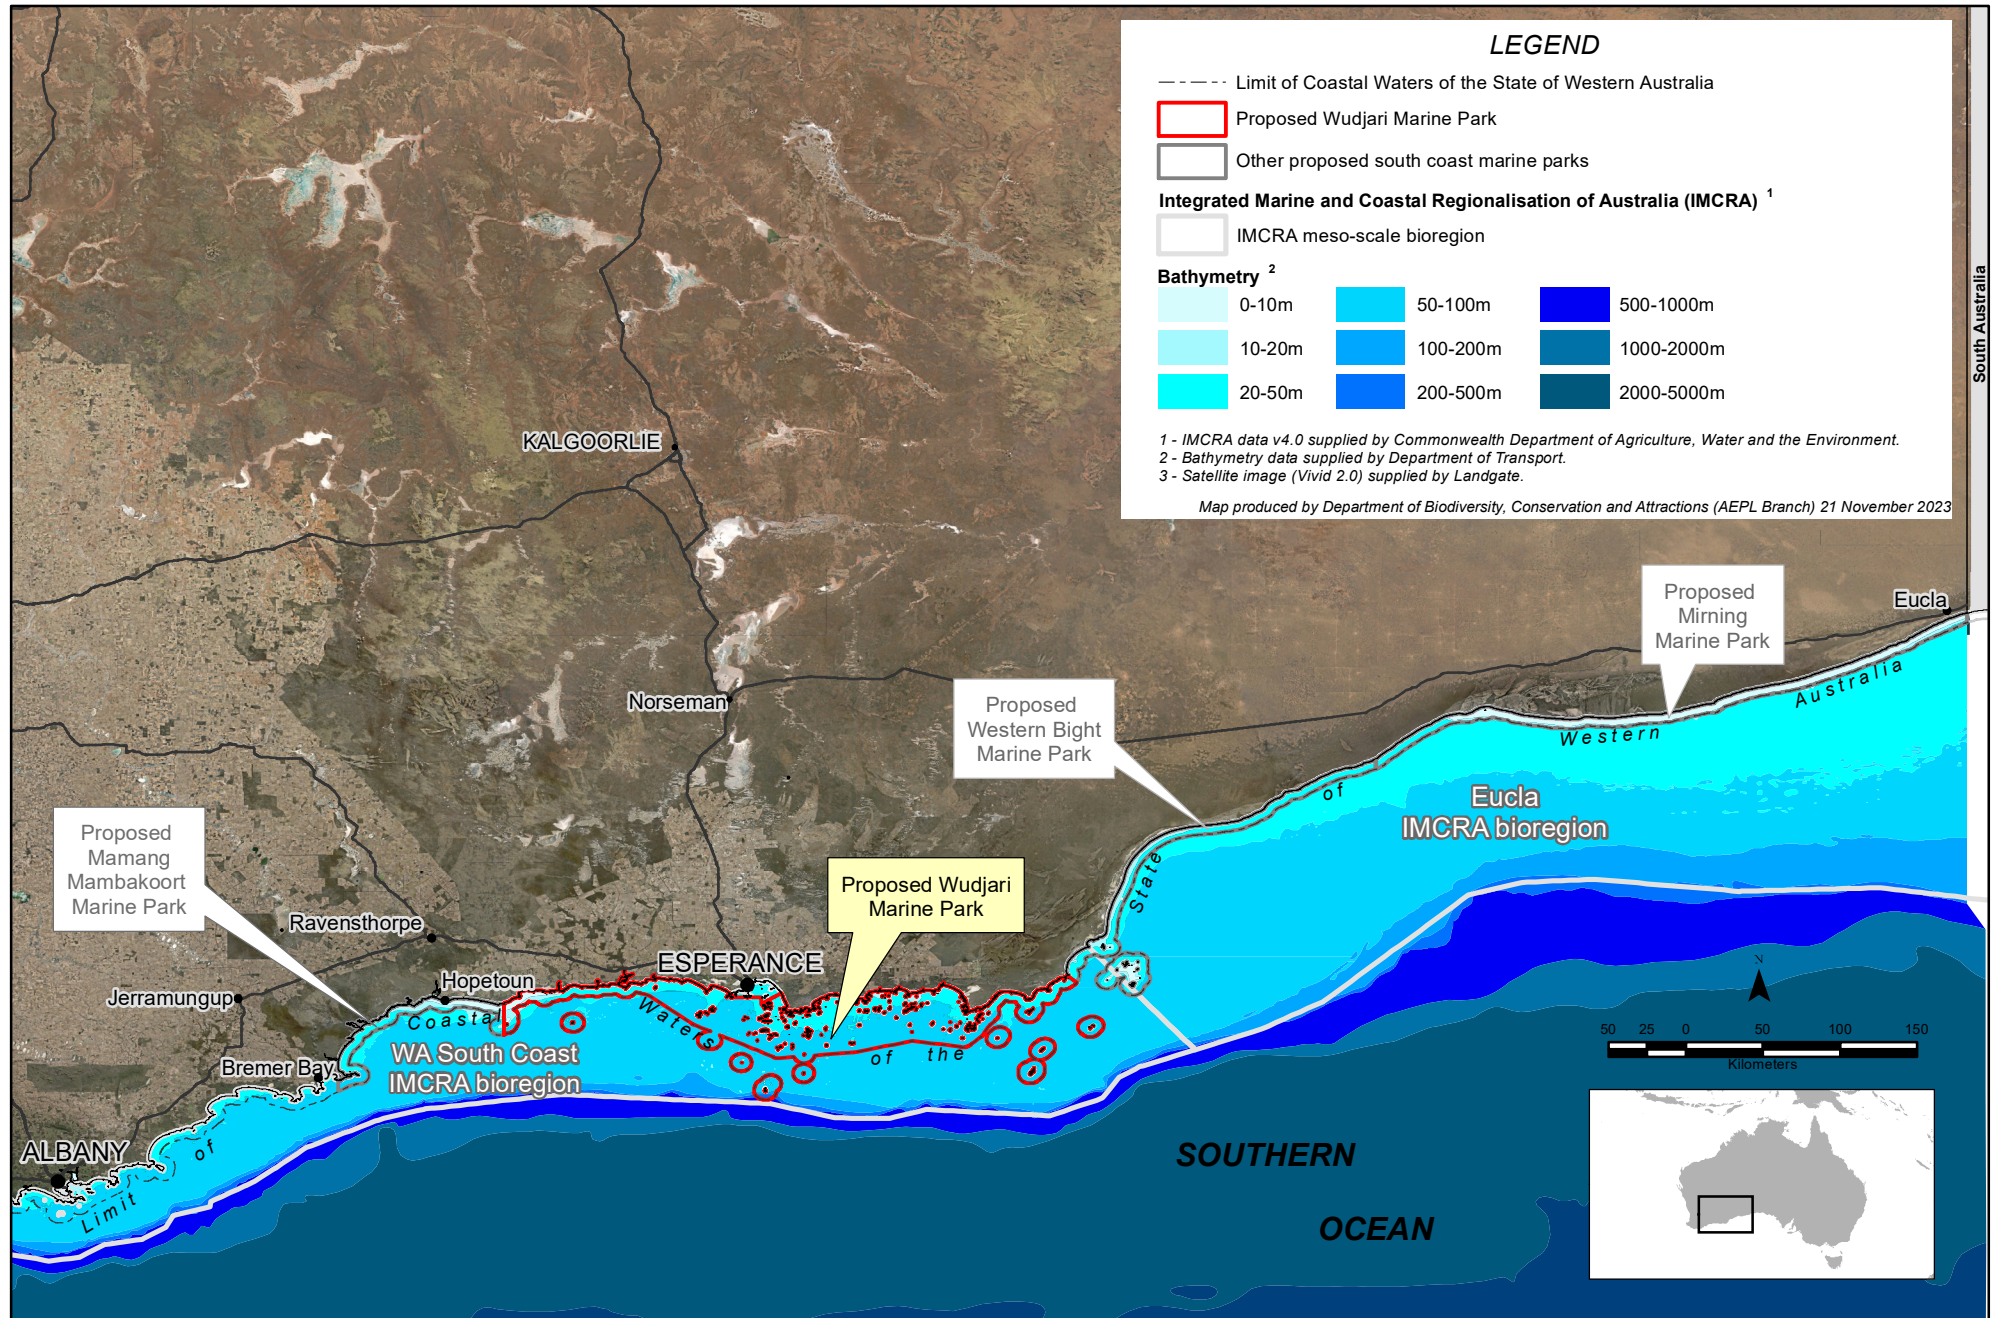 LEGEND
Limit of Coastal Waters of the State of Western Australia
Proposed Wudjari Marine Park
Other proposed south coast marine parks
Integrated Marine and Coastal Regionalisation of Australia (IMCRA) 1
IMCRA meso-scale bioregion
Bathymetry 2
0-10m
50-100m
500-1000m
10-20m
100-200m
1000-2000m
20-50m
200-500m
2000-5000m
1 - IMCRA data v4.0 supplied by Commonwealth Department of Agriculture, Water and the Environment.
2 - Bathymetry data supplied by Department of Transport.
3 - Satellite image (Vivid 2.0) supplied by Landgate.
Map produced by Department of Biodiversity, Conservation and Attractions (AEPL Branch) 21 November 2023
South Australia
KALGOORLIE
Proposed
Mirning
Marine Park
Eucla
Norseman
Proposed
Western Bight
Marine Park
Eucla
IMCRA bioregion
Proposed
Mamang
Mambakoort
Marine Park
Proposed Wudjari
Marine Park
Ravensthorpe
ESPERANCE
Hopetoun
Jerramungup
WA South Coast
IMCRA bioregion
Bremer Bay
ALBANY
Limit of Coastal Waters of the State of Western Australia
SOUTHERN
OCEAN
N
50 25 0 50 100 150
Kilometers